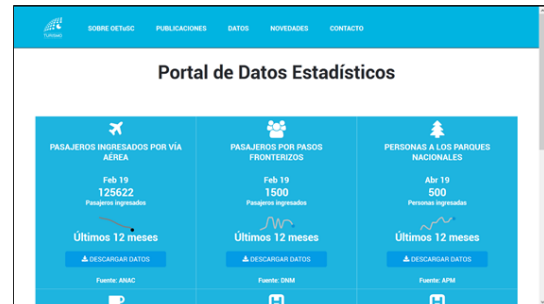 TURISMO
SOBRE OETuSC PUBLICACIONES DATOS NOVEDADES CONTACTO
Portal de Datos Estadísticos
PASAJEROS INGRESADOS POR VÍA
AÉREA
Feb 19
125622
Pasajeros ingresados
Últimos 12 meses
DESCARGAR DATOS
Fuente: ANAC
PASAJEROS POR PASOS
FRONTERIZOS
Feb 19
1500
Pasajeros ingresados
Últimos 12 meses
DESCARGAR DATOS
Fuente: DNM
PERSONAS A LOS PARQUES
NACIONALES
Abr 19
500
Personas ingresadas
Últimos 12 meses
DESCARGAR DATOS
Fuente: APM